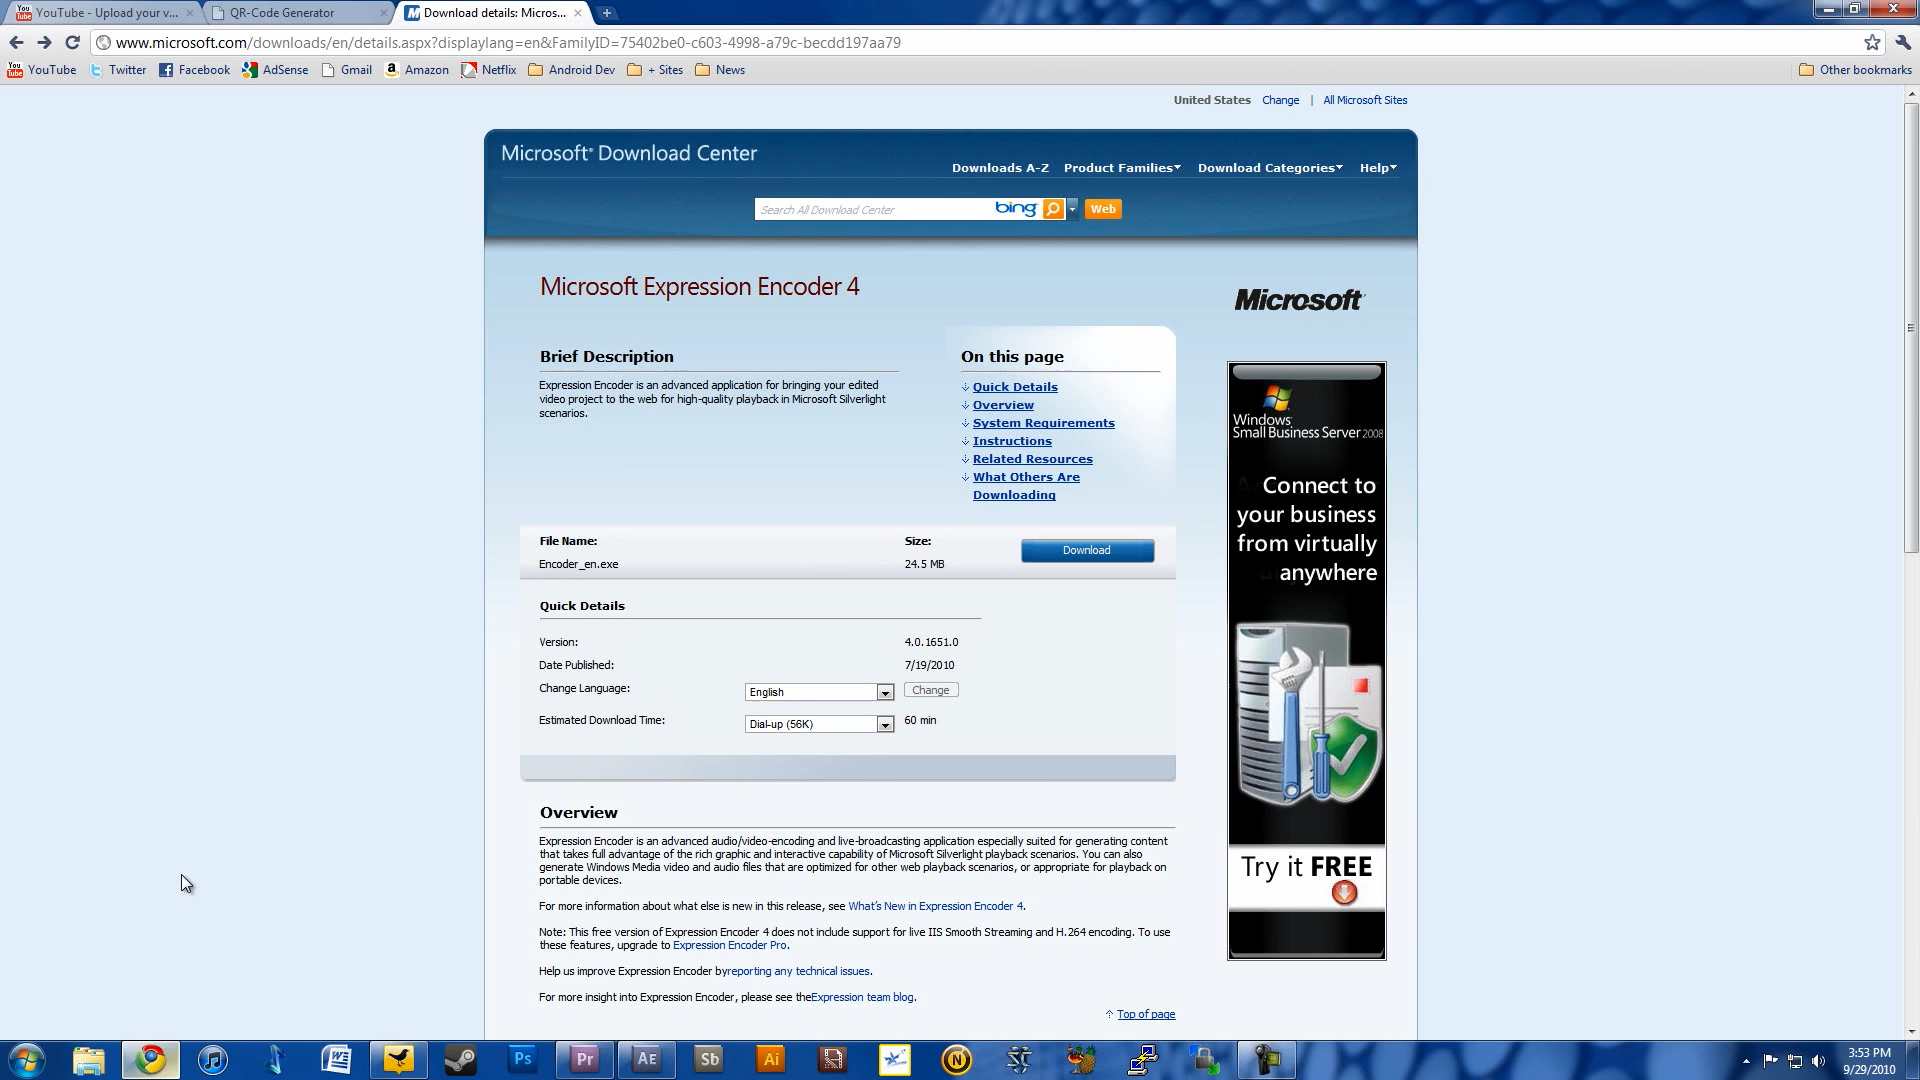 YouTube - Upload your v...
QR-Code Generator
Download details: Micros...
www.microsoft.com/downloads/en/details.aspx?displaylang=en&FamilyID=75402be0-c603-4998-a79c-becdd197aa79
YouTube Twitter Facebook AdSense Gmail Amazon Netflix Android Dev + Sites News Other bookmarks
United States Change | All Microsoft Sites
Microsoft® Download Center
Downloads A-Z Product Families Download Categories Help
Search All Download Center bing Web
Microsoft Expression Encoder 4
Microsoft
Brief Description
Expression Encoder is an advanced application for bringing your edited
video project to the web for high-quality playback in Microsoft Silverlight
scenarios.
On this page
Quick Details
Overview
System Requirements
Instructions
Related Resources
What Others Are
Downloading
File Name: Size:
Encoder_en.exe 24.5 MB
Download
Quick Details
Version: 4.0.1651.0
Date Published: 7/19/2010
Change Language: English Change
Estimated Download Time: Dial-up (56K) 60 min
Overview
Expression Encoder is an advanced audio/video-encoding and live-broadcasting application especially suited for generating content
that takes full advantage of the rich graphic and interactive capability of Microsoft Silverlight playback scenarios. You can also
generate Windows Media video and audio files that are optimized for other web playback scenarios, or appropriate for playback on
portable devices.
For more information about what else is new in this release, see What's New in Expression Encoder 4.
Note: This free version of Expression Encoder 4 does not include support for live IIS Smooth Streaming and H.264 encoding. To use
these features, upgrade to Expression Encoder Pro.
Help us improve Expression Encoder byreporting any technical issues.
For more insight into Expression Encoder, please see theExpression team blog.
Top of page
Windows
Small Business Server 2008
Connect to
your business
from virtually
anywhere
Try it FREE
Ps Pr AE Sb Ai N
3:53 PM
9/29/2010